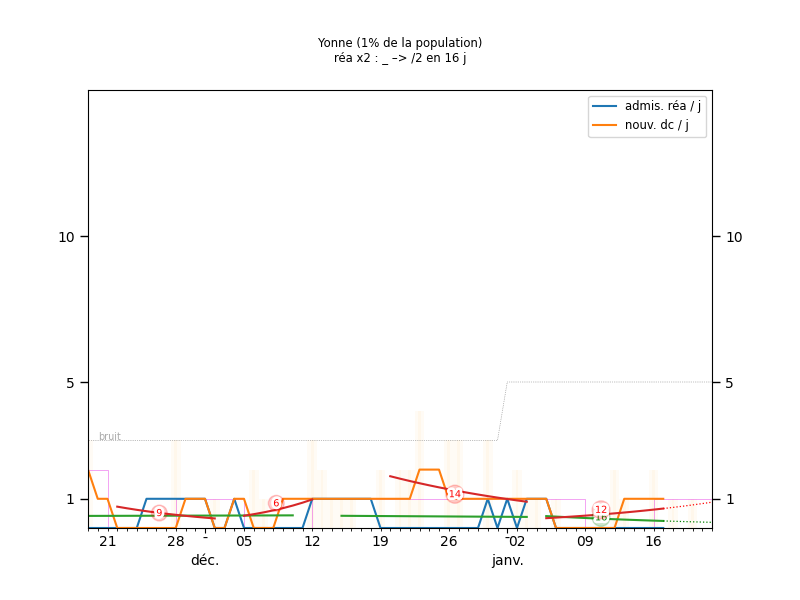 Yonne (1% de la population)
réa x2 : _ –> /2 en 16 j
admis. réa / j
nouv. dc / j
10 10
5 5
bruit
1 1
9 6 14 12 16
21 28 - 05 12 19 26 - 02 09 16
déc. janv.